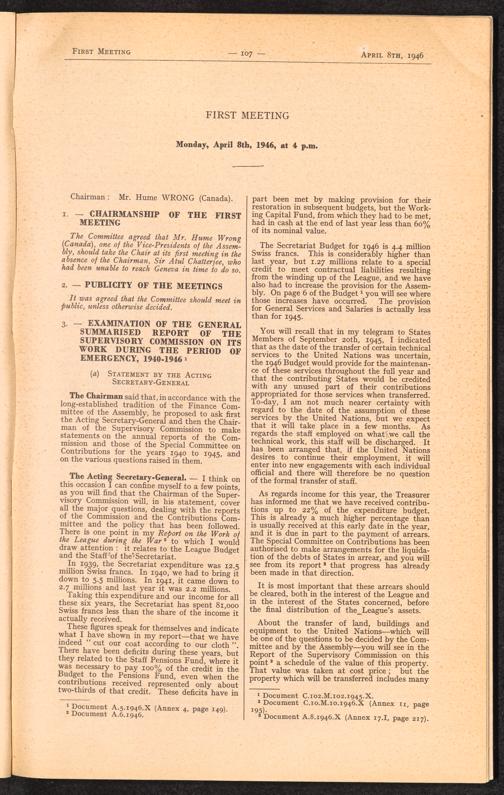 FIRST MEETING
— 107 —
APRIL 8TH, 1946
FIRST MEETING
Monday, April 8th, 1946, at 4 p.m.
Chairman: Mr. Hume WRONG (Canada).
1. — CHAIRMANSHIP OF THE FIRST
MEETING
The Committee agreed that Mr. Hume Wrong
(Canada), one of the Vice-Presidents of the Assem-
bly, should take the Chair at its first meeting in the
absence of the Chairman, Sir Atul Chatterjee, who
had been unable to reach Geneva in time to do so.
2. — PUBLICITY OF THE MEETINGS
It was agreed that the Committee should meet in
public, unless otherwise decided.
3. — EXAMINATION OF THE GENERAL
SUMMARISED REPORT OF THE
SUPERVISORY COMMISSION ON ITS
WORK DURING THE PERIOD OF
EMERGENCY, 1940-1946 ¹
(a) STATEMENT BY THE ACTING
SECRETARY-GENERAL
The Chairman said that, in accordance with the
long-established tradition of the Finance Com-
mittee of the Assembly, he proposed to ask first
the Acting Secretary-General and then the Chair-
man of the Supervisory Commission to make
statements on the annual reports of the Com-
mission and those of the Special Committee on
Contributions for the years 1940 to 1945, and
on the various questions raised in them.
The Acting Secretary-General. — I think on
this occasion I can confine myself to a few points,
as you will find that the Chairman of the Super-
visory Commission will, in his statement, cover
all the major questions, dealing with the reports
of the Commission and the Contributions Com-
mittee and the policy that has been followed.
There is one point in my Report on the Work of
the League during the War ² to which I would
draw attention: it relates to the League Budget
and the Staff of the Secretariat.
In 1939, the Secretariat expenditure was 12.5
million Swiss francs. In 1940, we had to bring it
down to 5.5 millions. In 1941, it came down to
2.7 millions and last year it was 2.2 millions.
Taking this expenditure and our income for all
these six years, the Secretariat has spent 81,000
Swiss francs less than the share of the income it
actually received.
These figures speak for themselves and indicate
what I have shown in my report—that we have
indeed "cut our coat according to our cloth".
There have been deficits during these years, but
they related to the Staff Pensions Fund, where it
was necessary to pay 100% of the credit in the
Budget to the Pensions Fund, even when the
contributions received represented only about
two-thirds of that credit. These deficits have in
¹ Document A.5.1946.X (Annex 4, page 149).
² Document A.6.1946.
part been met by making provision for their
restoration in subsequent budgets, but the Work-
ing Capital Fund, from which they had to be met,
had in cash at the end of last year less than 60%
of its nominal value.
The Secretariat Budget for 1946 is 4.4 million
Swiss francs. This is considerably higher than
last year, but 1.27 millions relate to a special
credit to meet contractual liabilities resulting
from the winding up of the League, and we have
also had to increase the provision for the Assem-
bly. On page 6 of the Budget ¹ you will see where
those increases have occurred. The provision
for General Services and Salaries is actually less
than for 1945.
You will recall that in my telegram to States
Members of September 20th, 1945, I indicated
that as the date of the transfer of certain technical
services to the United Nations was uncertain,
the 1946 Budget would provide for the maintenan-
ce of these services throughout the full year and
that the contributing States would be credited
with any unused part of their contributions
appropriated for those services when transferred.
To-day, I am not much nearer certainty with
regard to the date of the assumption of these
services by the United Nations, but we expect
that it will take place in a few months. As
regards the staff employed on what we call the
technical work, this staff will be discharged. It
has been arranged that, if the United Nations
desires to continue their employment, it will
enter into new engagements with each individual
official and there will therefore be no question
of the formal transfer of staff.
As regards income for this year, the Treasurer
has informed me that we have received contribu-
tions up to 22% of the expenditure budget.
This is already a much higher percentage than
is usually received at this early date in the year,
and it is due in part to the payment of arrears.
The Special Committee on Contributions has been
authorised to make arrangements for the liquida-
tion of the debts of States in arrear, and you will
see from its report ² that progress has already
been made in that direction.
It is most important that these arrears should
be cleared, both in the interest of the League and
in the interest of the States concerned, before
the final distribution of the League's assets.
About the transfer of land, buildings and
equipment to the United Nations—which will
be one of the questions to be decided by the Com-
mittee and by the Assembly—you will see in the
Report of the Supervisory Commission on this
point ³ a schedule of the value of this property.
That value was taken at cost price; but the
property which will be transferred includes many
¹ Document C.102.M.102.1945.X.
² Document C.10.M.10.1946.X (Annex 11, page
195).
³ Document A.8.1946.X (Annex 17.I, page 217).